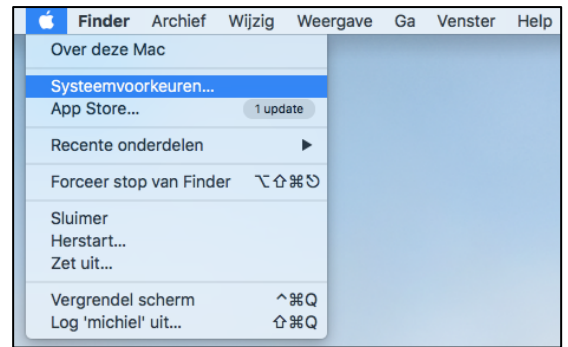 Finder Archief Wijzig Weergave Ga Venster Help
Over deze Mac
Systeemvoorkeuren...
App Store... 1 update
Recente onderdelen ▶
Forceer stop van Finder ⌥⇧⌘⎋
Sluimer
Herstart...
Zet uit...
Vergrendel scherm ^⌘Q
Log 'michiel' uit... ⇧⌘Q